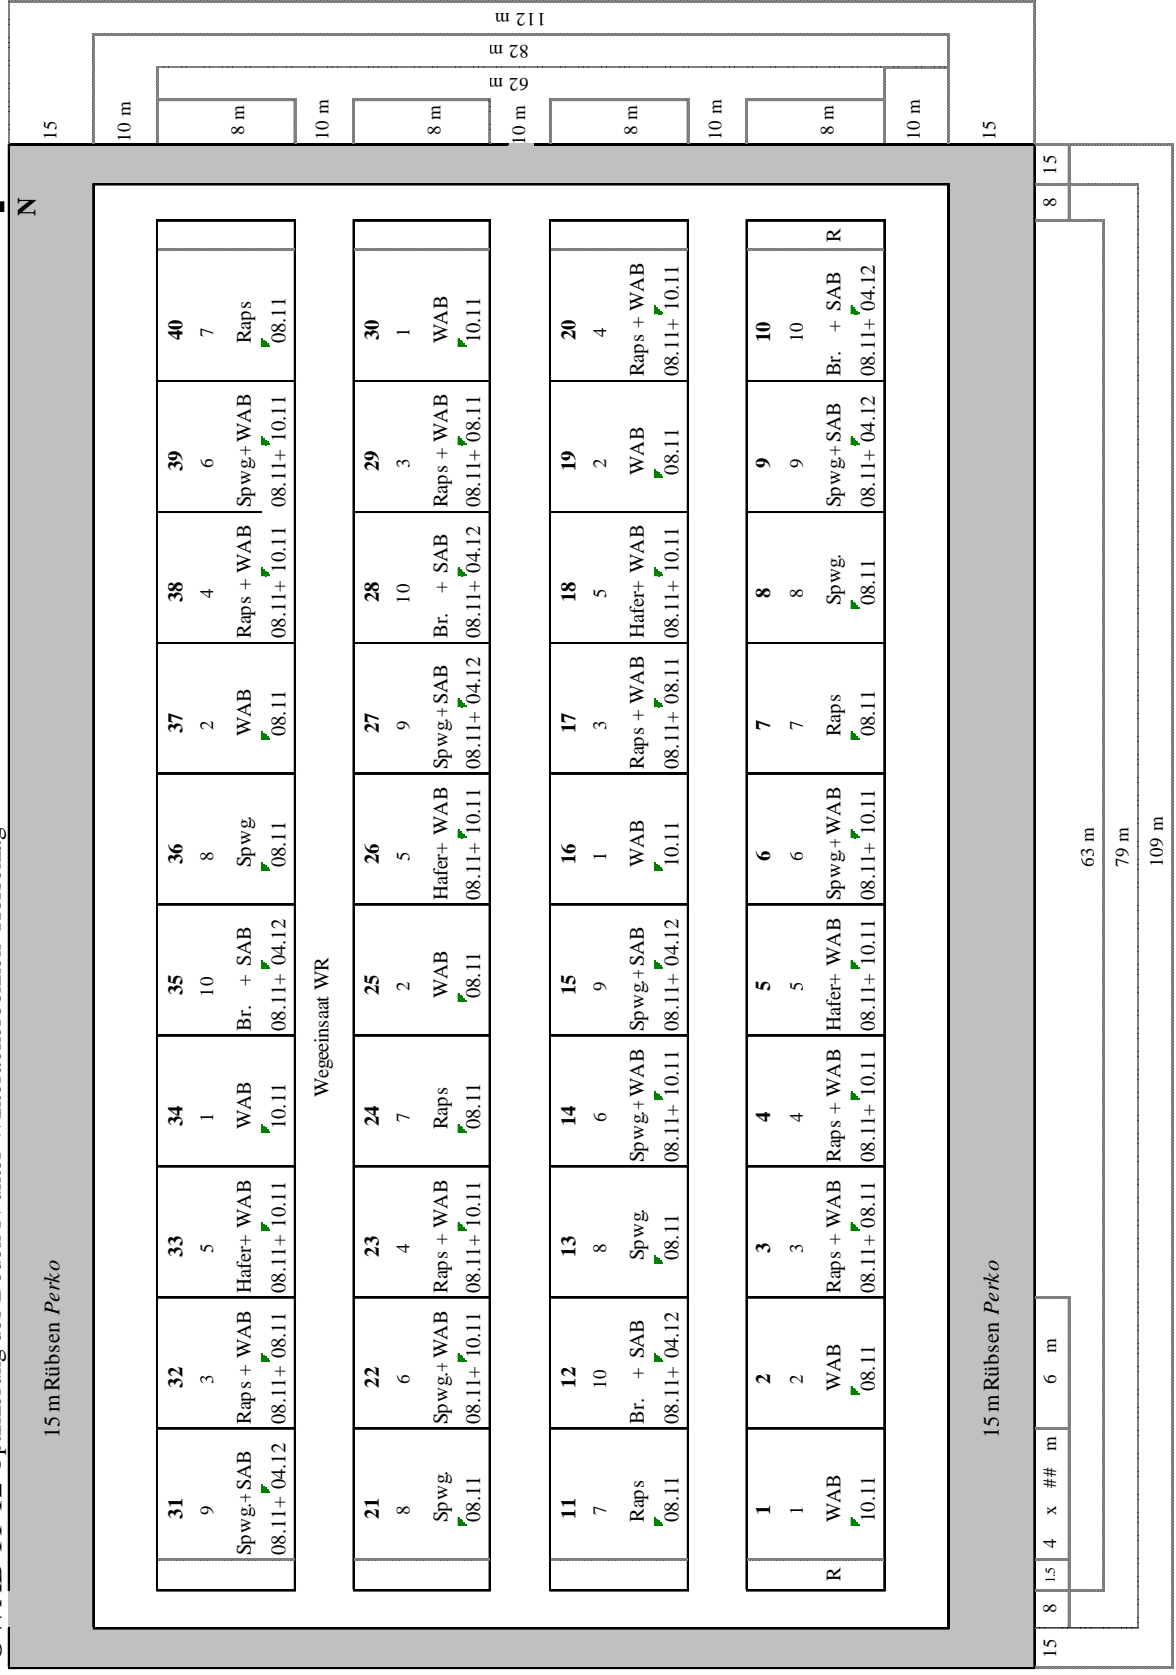 112 m
82 m
62 m
15
10 m
8 m
10 m
8 m
10 m
8 m
10 m
8 m
10 m
15
N
15 m Rübsen Perko
31
9
Spwg.+SAB
08.11+ 04.12
32
3
Raps + WAB
08.11+ 08.11
33
5
Hafer+ WAB
08.11+ 10.11
34
1
WAB
10.11
35
10
Br. + SAB
08.11+ 04.12
36
8
Spwg.
08.11
37
2
WAB
08.11
38
4
Raps + WAB
08.11+ 10.11
39
6
Spwg.+WAB
08.11+ 10.11
40
7
Raps
08.11
Wegeeinsaat WR
21
8
Spwg.
08.11
22
6
Spwg.+WAB
08.11+ 10.11
23
4
Raps + WAB
08.11+ 10.11
24
7
Raps
08.11
25
2
WAB
08.11
26
5
Hafer+ WAB
08.11+ 10.11
27
9
Spwg.+SAB
08.11+ 04.12
28
10
Br. + SAB
08.11+ 04.12
29
3
Raps + WAB
08.11+ 08.11
30
1
WAB
10.11
11
7
Raps
08.11
12
10
Br. + SAB
08.11+ 04.12
13
8
Spwg.
08.11
14
6
Spwg.+WAB
08.11+ 10.11
15
9
Spwg.+SAB
08.11+ 04.12
16
1
WAB
10.11
17
3
Raps + WAB
08.11+ 08.11
18
5
Hafer+ WAB
08.11+ 10.11
19
2
WAB
08.11
20
4
Raps + WAB
08.11+ 10.11
R
1
1
WAB
10.11
2
2
WAB
08.11
3
3
Raps + WAB
08.11+ 08.11
4
4
Raps + WAB
08.11+ 10.11
5
5
Hafer+ WAB
08.11+ 10.11
6
6
Spwg.+WAB
08.11+ 10.11
7
7
Raps
08.11
8
8
Spwg.
08.11
9
9
Spwg.+SAB
08.11+ 04.12
10
10
Br. + SAB
08.11+ 04.12
R
15 m Rübsen Perko
15 8 1.5 4 x ## m 6 m 8 15
63 m
79 m
109 m